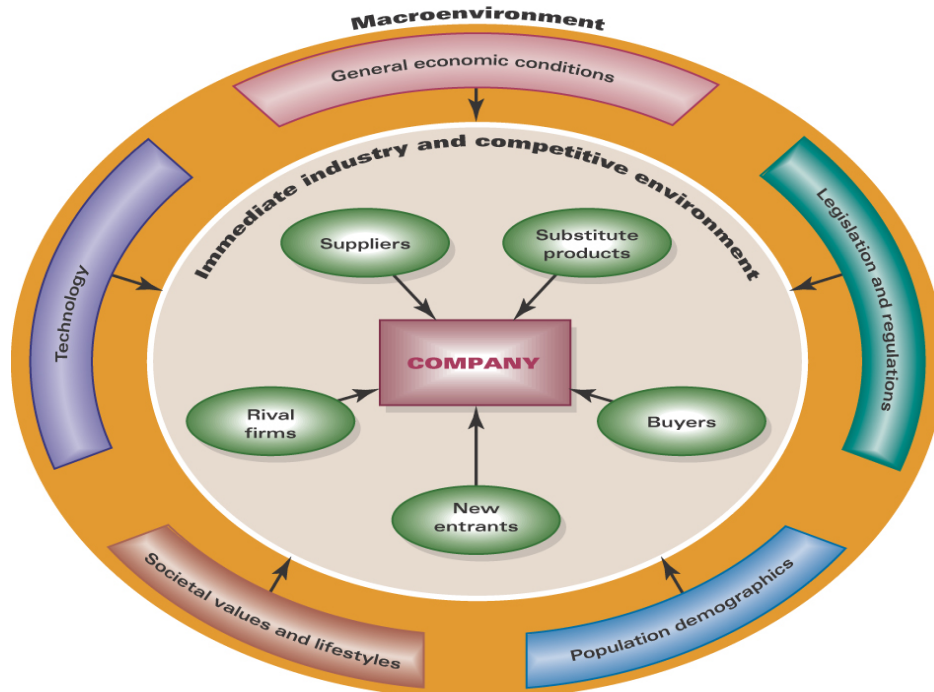 Macroenvironment
General economic conditions
Immediate industry and competitive environment
Technology
Legislation and regulations
Suppliers
Substitute
products
COMPANY
Rival
firms
Buyers
New
entrants
Societal values and lifestyles
Population demographics